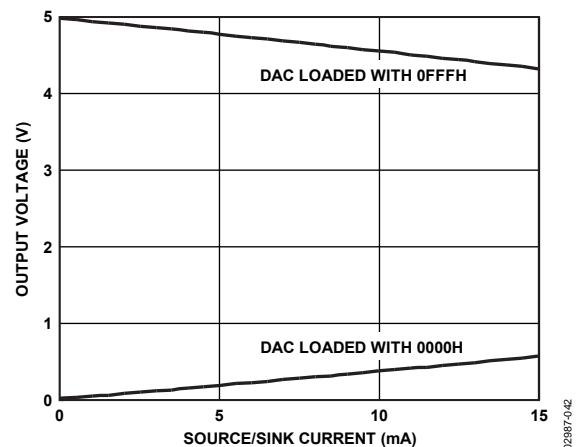 5
4
3
2
1
0
OUTPUT VOLTAGE (V)
DAC LOADED WITH 0FFFH
DAC LOADED WITH 0000H
0
5
10
15
SOURCE/SINK CURRENT (mA)
02987-042